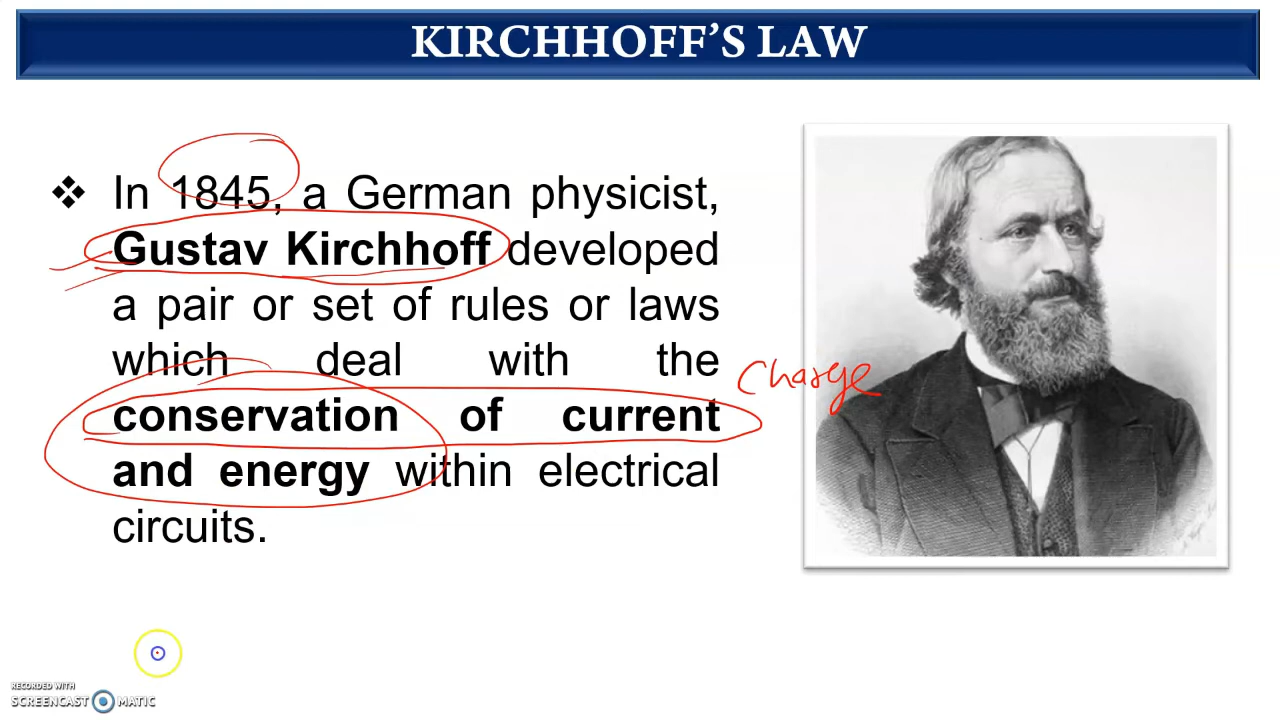 KIRCHHOFF’S LAW
❖ In 1845, a German physicist,
Gustav Kirchhoff developed
a pair or set of rules or laws
which deal with the
Charge
conservation of current
and energy within electrical
circuits.
RECORDED WITH
SCREENCAST MATIC